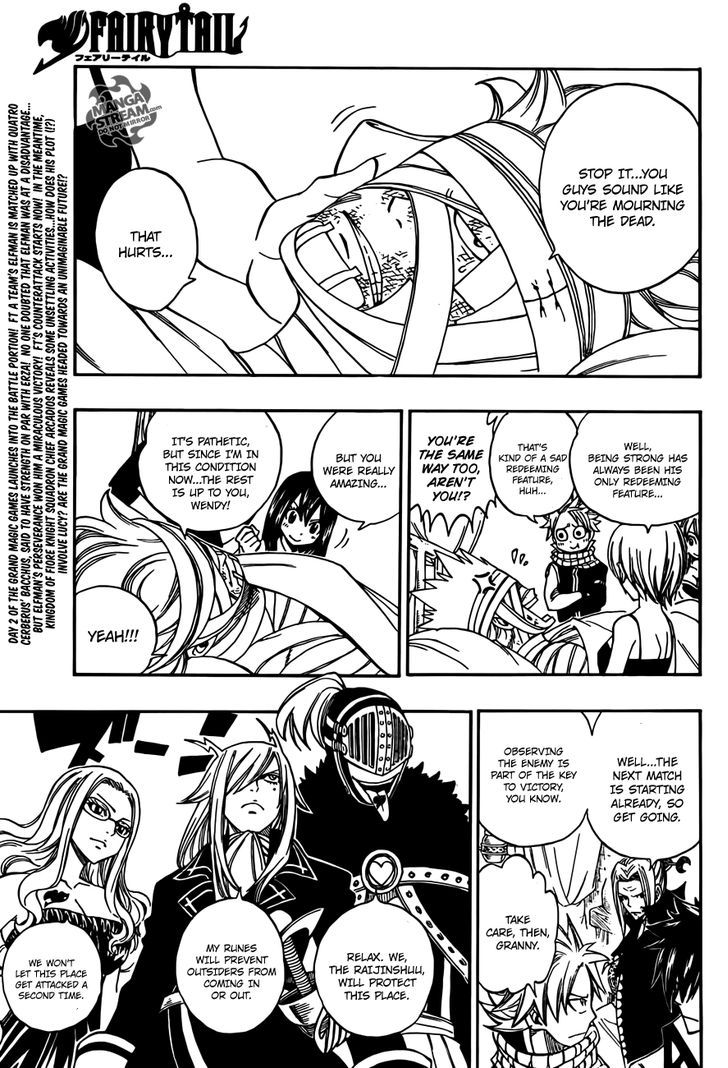 FAIRY TAIL
フェアリーテイル
MANGA
STREAM.com
DO NOT MIRROR
DAY 2 OF THE GRAND MAGIC GAMES LAUNCHES INTO THE BATTLE PORTION! FT A TEAM'S ELFMAN IS MATCHED UP WITH QUATRO
CERBERUS' BACCHUS, SAID TO HAVE STRENGTH ON PAR WITH ERZA! NO ONE DOUBTED THAT ELFMAN WAS AT A DISADVANTAGE...
BUT ELFMAN'S PERSEVERANCE WON HIM A MIRACULOUS VICTORY! FT'S COUNTERATTACK STARTS NOW! IN THE MEANTIME,
KINGDOM OF FIORE KNIGHT SQUADRON CHIEF ARCADIOS REVEALS SOME UNSETTLING ACTIVITIES...HOW DOES HIS PLOT (!?)
INVOLVE LUCY? ARE THE GRAND MAGIC GAMES HEADED TOWARDS AN UNIMAGINABLE FUTURE!?
STOP IT...YOU
GUYS SOUND LIKE
YOU'RE MOURNING
THE DEAD.
THAT
HURTS...
WELL,
BEING STRONG HAS
ALWAYS BEEN HIS
ONLY REDEEMING
FEATURE...
THAT'S
KIND OF A SAD
REDEEMING
FEATURE,
HUH...
YOU'RE THE
SAME WAY TOO,
AREN'T
YOU!?
BUT YOU
WERE REALLY
AMAZING...
IT'S PATHETIC,
BUT SINCE I'M IN
THIS CONDITION
NOW...THE REST
IS UP TO YOU,
WENDY!
YEAH!!!
WELL...THE
NEXT MATCH
IS STARTING
ALREADY, SO
GET GOING.
OBSERVING
THE ENEMY IS
PART OF THE KEY
TO VICTORY,
YOU KNOW.
TAKE
CARE, THEN,
GRANNY.
RELAX. WE,
THE RAIJINSHUU,
WILL PROTECT
THIS PLACE.
MY RUNES
WILL PREVENT
OUTSIDERS FROM
COMING IN
OR OUT.
WE WON'T
LET THIS PLACE
GET ATTACKED A
SECOND TIME.